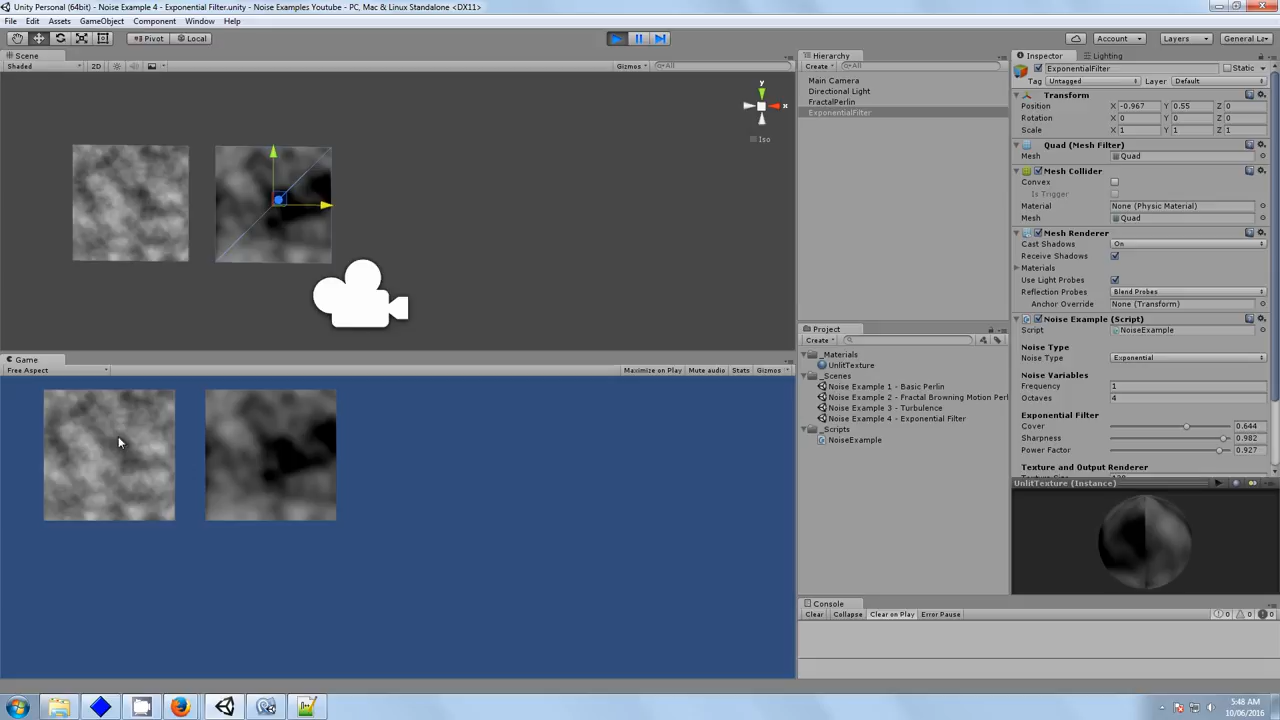 Unity Personal (64bit) - Noise Example 4 - Exponential Filter.unity - Noise Examples Youtube - PC, Mac & Linux Standalone <DX11>
File Edit Assets GameObject Component Window Help
Pivot Local Account Layers General La
Scene
Shaded 2D Gizmos All
y
x
Iso
Game
Free Aspect Maximize on Play Mute audio Stats Gizmos
Hierarchy
Create All
Main Camera
Directional Light
FractalPerlin
ExponentialFilter
Project
Create
_Materials
UnlitTexture
_Scenes
Noise Example 1 - Basic Perlin
Noise Example 2 - Fractal Browning Motion Perl
Noise Example 3 - Turbulence
Noise Example 4 - Exponential Filter
_Scripts
NoiseExample
Console
Clear Collapse Clear on Play Error Pause 0 0 0
Inspector Lighting
ExponentialFilter Static
Tag Untagged Layer Default
Transform
Position X -0.967 Y 0.55 Z 0
Rotation X 0 Y 0 Z 0
Scale X 1 Y 1 Z 1
Quad (Mesh Filter)
Mesh Quad
Mesh Collider
Convex
Is Trigger
Material None (Physic Material)
Mesh Quad
Mesh Renderer
Cast Shadows On
Receive Shadows
Materials
Use Light Probes
Reflection Probes Blend Probes
Anchor Override None (Transform)
Noise Example (Script)
Script NoiseExample
Noise Type
Noise Type Exponential
Noise Variables
Frequency 1
Octaves 4
Exponential Filter
Cover 0.644
Sharpness 0.982
Power Factor 0.927
Texture and Output Renderer
UnlitTexture (Instance)
5:48 AM
10/06/2016